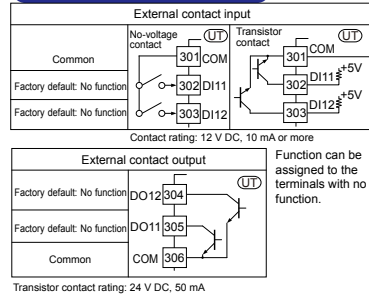 External contact input
No-voltage contact
UT
Transistor contact
UT
Common
301 COM
301 COM
Factory default: No function
302 DI11
302 DI11 +5V
Factory default: No function
303 DI12
303 DI12 +5V
Contact rating: 12 V DC, 10 mA or more
External contact output
UT
Factory default: No function
DO12 304
Factory default: No function
DO11 305
Common
COM 306
Function can be
assigned to the
terminals with no
function.
Transistor contact rating: 24 V DC, 50 mA